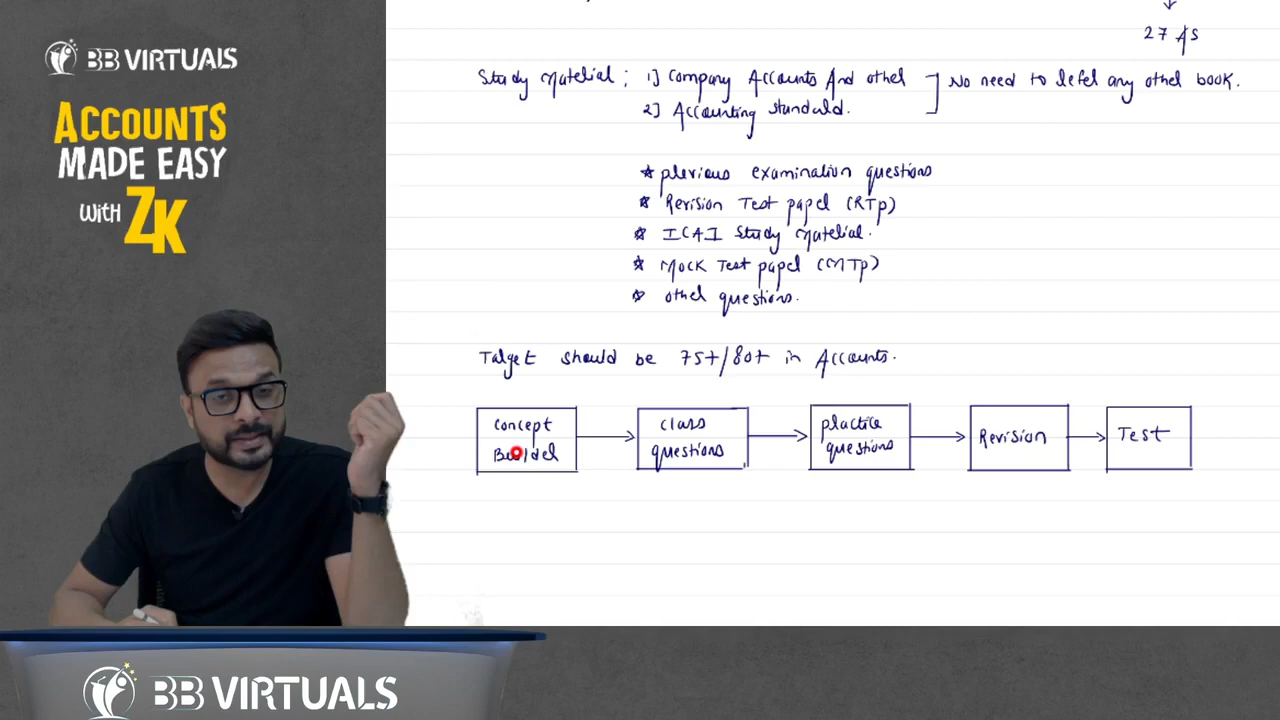 BB VIRTUALS
ACCOUNTS
MADE EASY
WITH ZK
27 AS
Study Material : 1] Company Accounts And other
2] Accounting Standard.
No need to refer any other book.
* previous examination questions
* Revision Test paper (RTP)
* ICAI Study Material.
* Mock Test paper (MTP)
* other questions.
Target should be 75+/80+ in Accounts.
Concept Builder
class questions
practice questions
Revision
Test
BB VIRTUALS